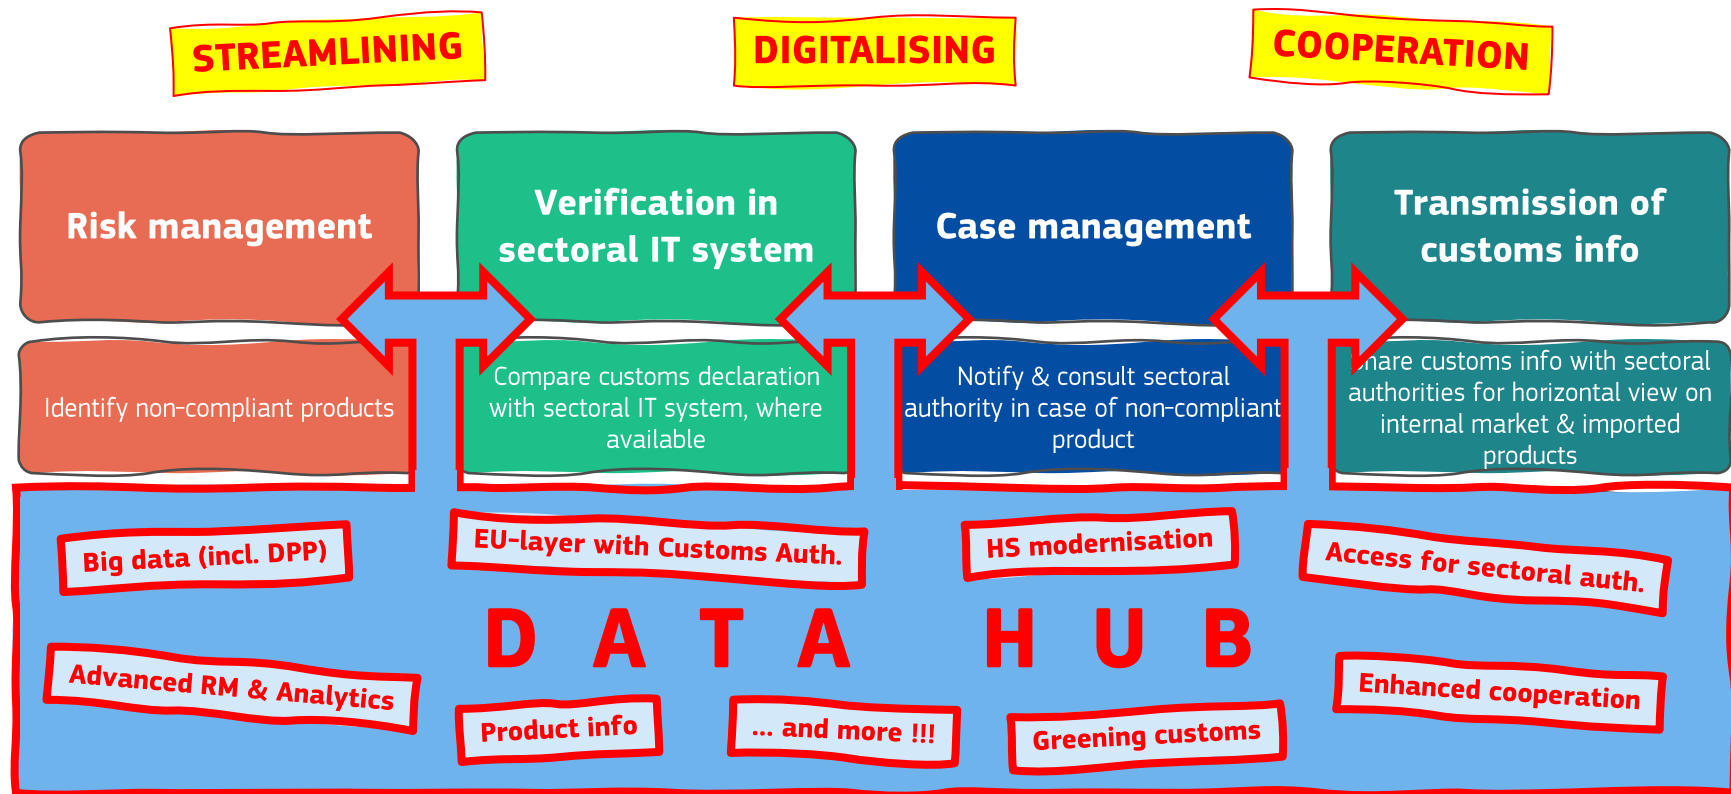 STREAMLINING
DIGITALISING
COOPERATION
Risk management
Verification in
sectoral IT system
Case management
Transmission of
customs info
Identify non-compliant products
Compare customs declaration
with sectoral IT system, where
available
Notify & consult sectoral
authority in case of non-compliant
product
Share customs info with sectoral
authorities for horizontal view on
internal market & imported
products
Big data (incl. DPP)
EU-layer with Customs Auth.
HS modernisation
Access for sectoral auth.
DATA HUB
Advanced RM & Analytics
Product info
... and more !!!
Greening customs
Enhanced cooperation